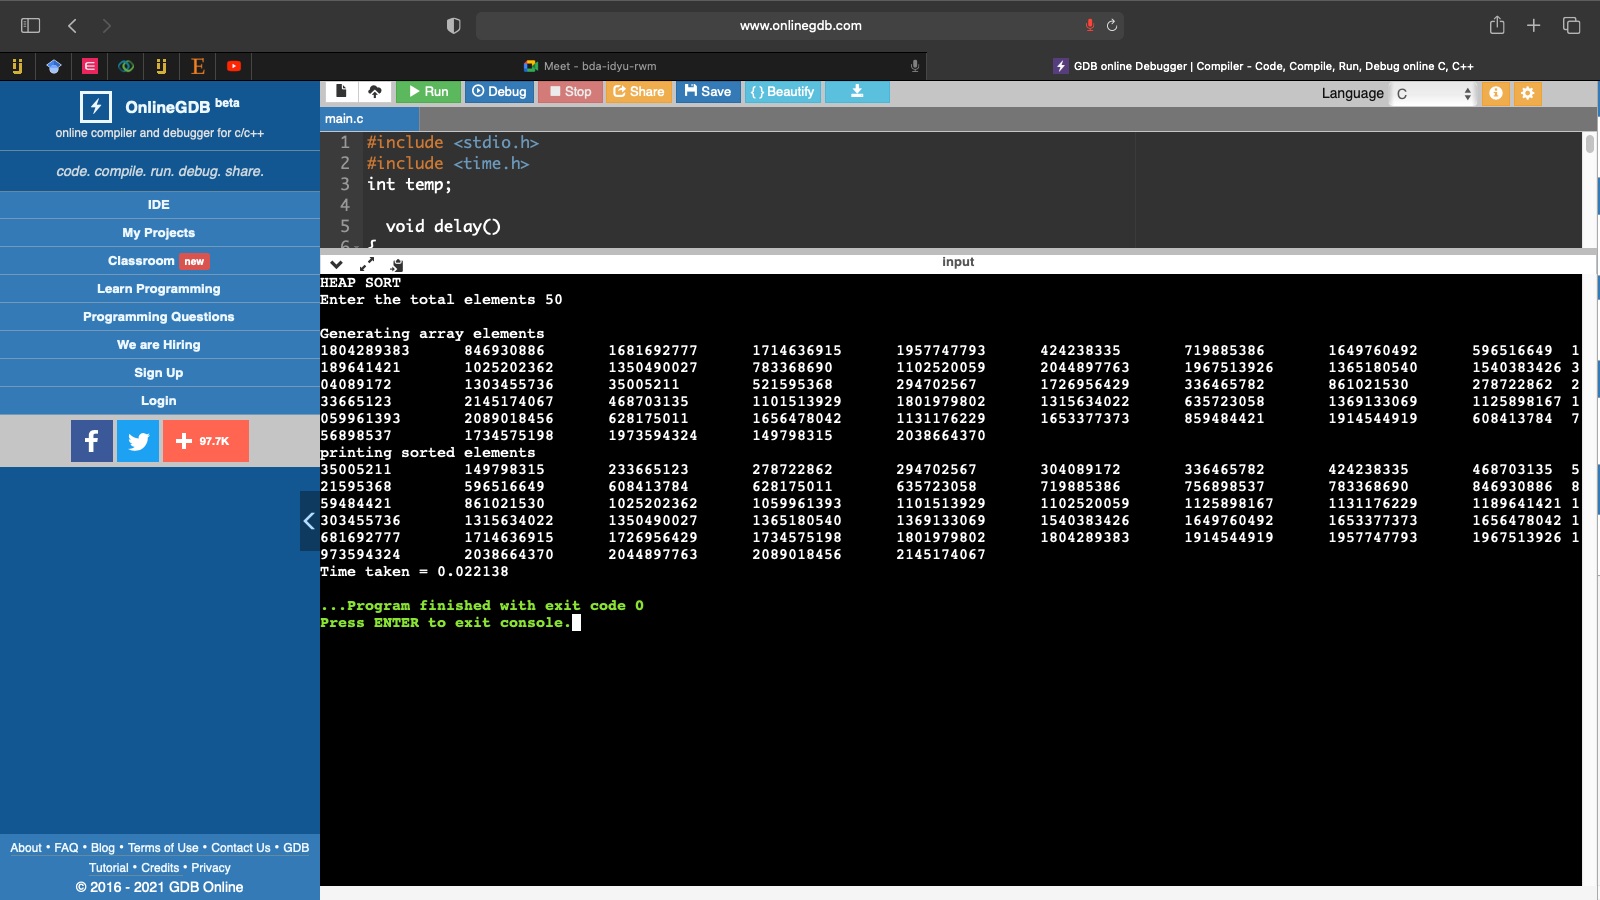 www.onlinegdb.com
Meet - bda-idyu-rwm
GDB online Debugger | Compiler - Code, Compile, Run, Debug online C, C++
OnlineGDB beta
online compiler and debugger for c/c++
code. compile. run. debug. share.
IDE
My Projects
Classroom new
Learn Programming
Programming Questions
We are Hiring
Sign Up
Login
f
+ 97.7K
About • FAQ • Blog • Terms of Use • Contact Us • GDB
Tutorial • Credits • Privacy
© 2016 - 2021 GDB Online
Run Debug Stop Share Save {} Beautify
Language C
main.c
1 #include <stdio.h>
2 #include <time.h>
3 int temp;
4
5 void delay()
6 {
input
HEAP SORT
Enter the total elements 50
Generating array elements
1804289383 846930886 1681692777 1714636915 1957747793 424238335 719885386 1649760492 596516649 1
189641421 1025202362 1350490027 783368690 1102520059 2044897763 1967513926 1365180540 1540383426 3
04089172 1303455736 35005211 521595368 294702567 1726956429 336465782 861021530 278722862 2
33665123 2145174067 468703135 1101513929 1801979802 1315634022 635723058 1369133069 1125898167 1
059961393 2089018456 628175011 1656478042 1131176229 1653377373 859484421 1914544919 608413784 7
56898537 1734575198 1973594324 149798315 2038664370
printing sorted elements
35005211 149798315 233665123 278722862 294702567 304089172 336465782 424238335 468703135 5
21595368 596516649 608413784 628175011 635723058 719885386 756898537 783368690 846930886 8
59484421 861021530 1025202362 1059961393 1101513929 1102520059 1125898167 1131176229 1189641421 1
303455736 1315634022 1350490027 1365180540 1369133069 1540383426 1649760492 1653377373 1656478042 1
681692777 1714636915 1726956429 1734575198 1801979802 1804289383 1914544919 1957747793 1967513926 1
973594324 2038664370 2044897763 2089018456 2145174067
Time taken = 0.022138
...Program finished with exit code 0
Press ENTER to exit console.